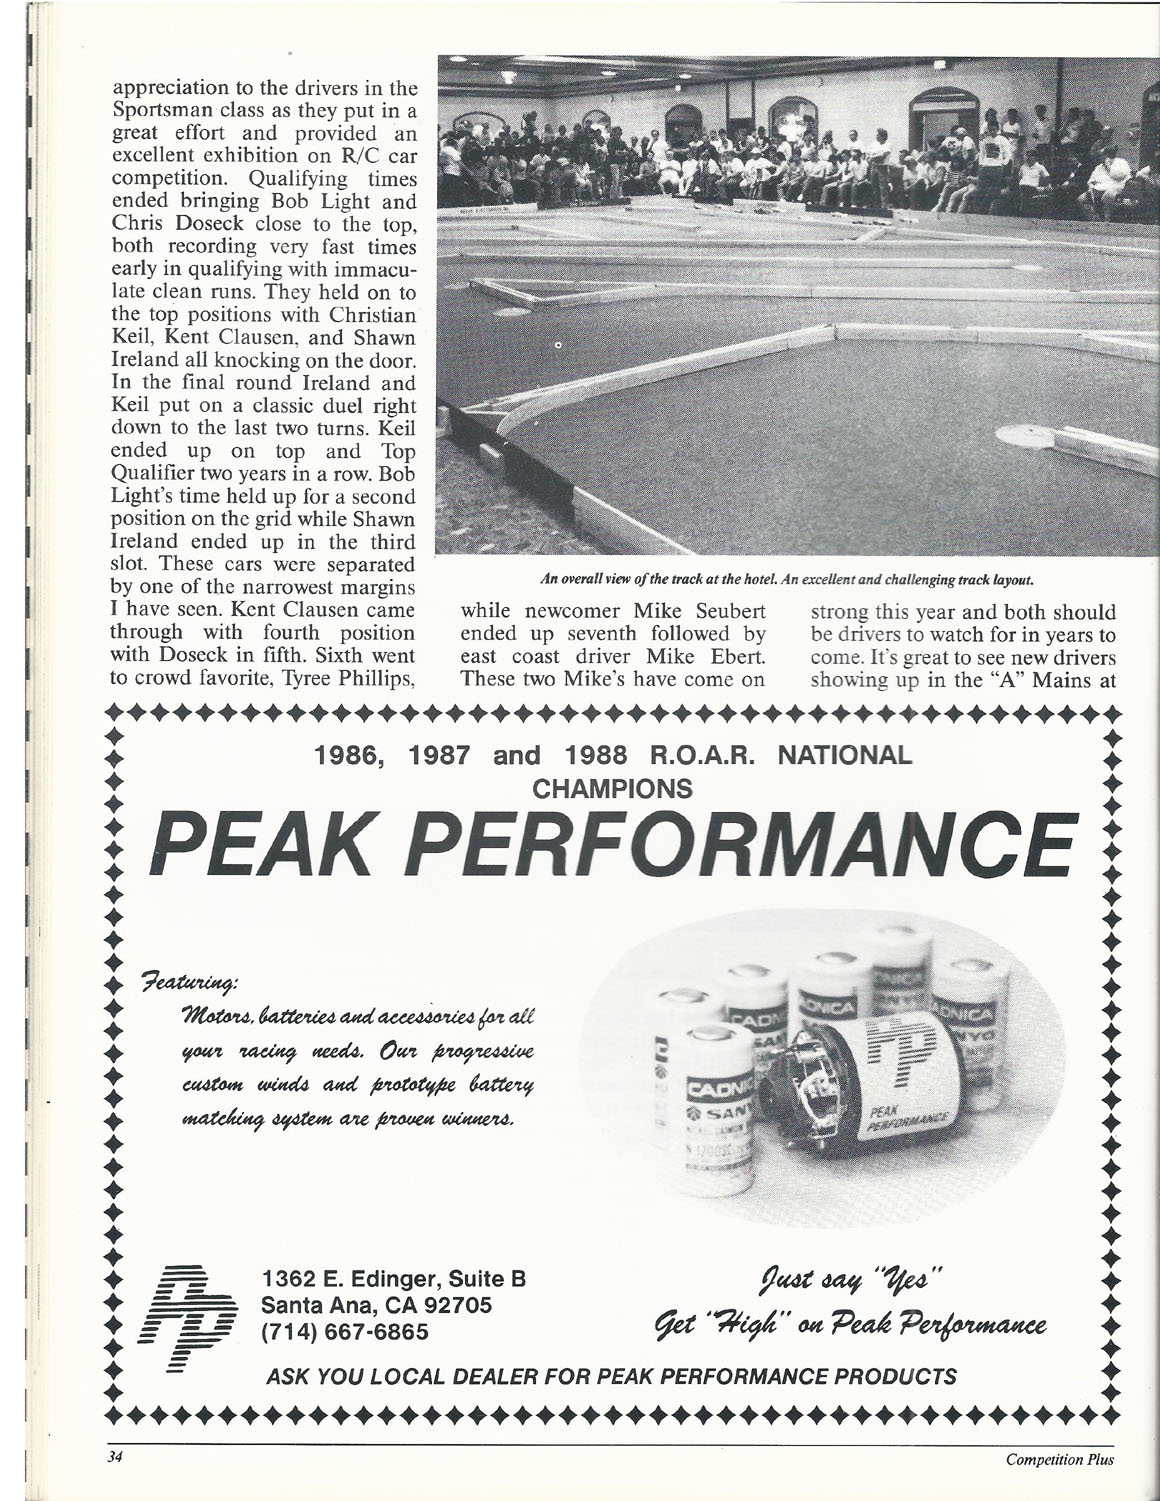 appreciation to the drivers in the
Sportsman class as they put in a
great effort and provided an
excellent exhibition on R/C car
competition. Qualifying times
ended bringing Bob Light and
Chris Doseck close to the top,
both recording very fast times
early in qualifying with immacu-
late clean runs. They held on to
the top positions with Christian
Keil, Kent Clausen, and Shawn
Ireland all knocking on the door.
In the final round Ireland and
Keil put on a classic duel right
down to the last two turns. Keil
ended up on top and Top
Qualifier two years in a row. Bob
Light's time held up for a second
position on the grid while Shawn
Ireland ended up in the third
slot. These cars were separated
by one of the narrowest margins
I have seen. Kent Clausen came
through with fourth position
with Doseck in fifth. Sixth went
to crowd favorite, Tyree Phillips,
An overall view of the track at the hotel. An excellent and challenging track layout.
while newcomer Mike Seubert
ended up seventh followed by
east coast driver Mike Ebert.
These two Mike's have come on
strong this year and both should
be drivers to watch for in years to
come. It's great to see new drivers
showing up in the “A” Mains at
1986, 1987 and 1988 R.O.A.R. NATIONAL
CHAMPIONS
PEAK PERFORMANCE
Featuring:
Motors, batteries and accessories for all
your racing needs. Our progressive
custom winds and prototype battery
matching system are proven winners.
CADNICA
SANYO
CADN
CADNIC
SANY
PP
PEAK
PERFORMANCE
PP
1362 E. Edinger, Suite B
Santa Ana, CA 92705
(714) 667-6865
Just say "Yes"
Get "High" on Peak Performance
ASK YOU LOCAL DEALER FOR PEAK PERFORMANCE PRODUCTS
34
Competition Plus